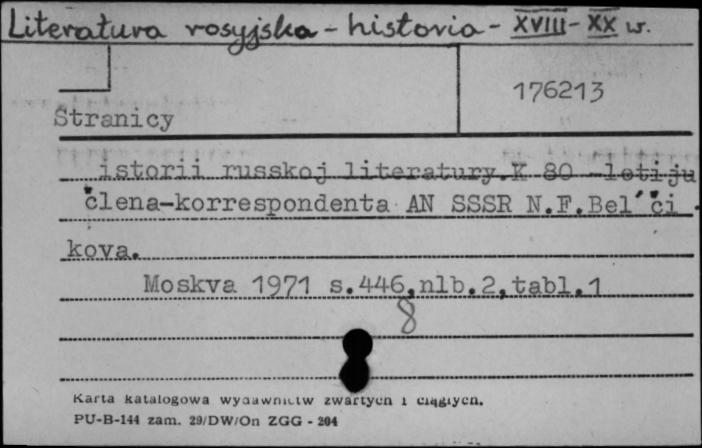 Literatura rosyjska - historia - XVIII - XX w.
176213
Stranicy
istorii russkoj literatury.K 80 -letiju
člena-korrespondenta AN SSSR N.F.Bel´či
kova.
Moskva 1971 s.446,nlb.2,tabl.1
8
Karta katalogowa wydawnictw zwartych i ciągłych.
PU-B-144 zam. 29/DW/On ZGG - 204